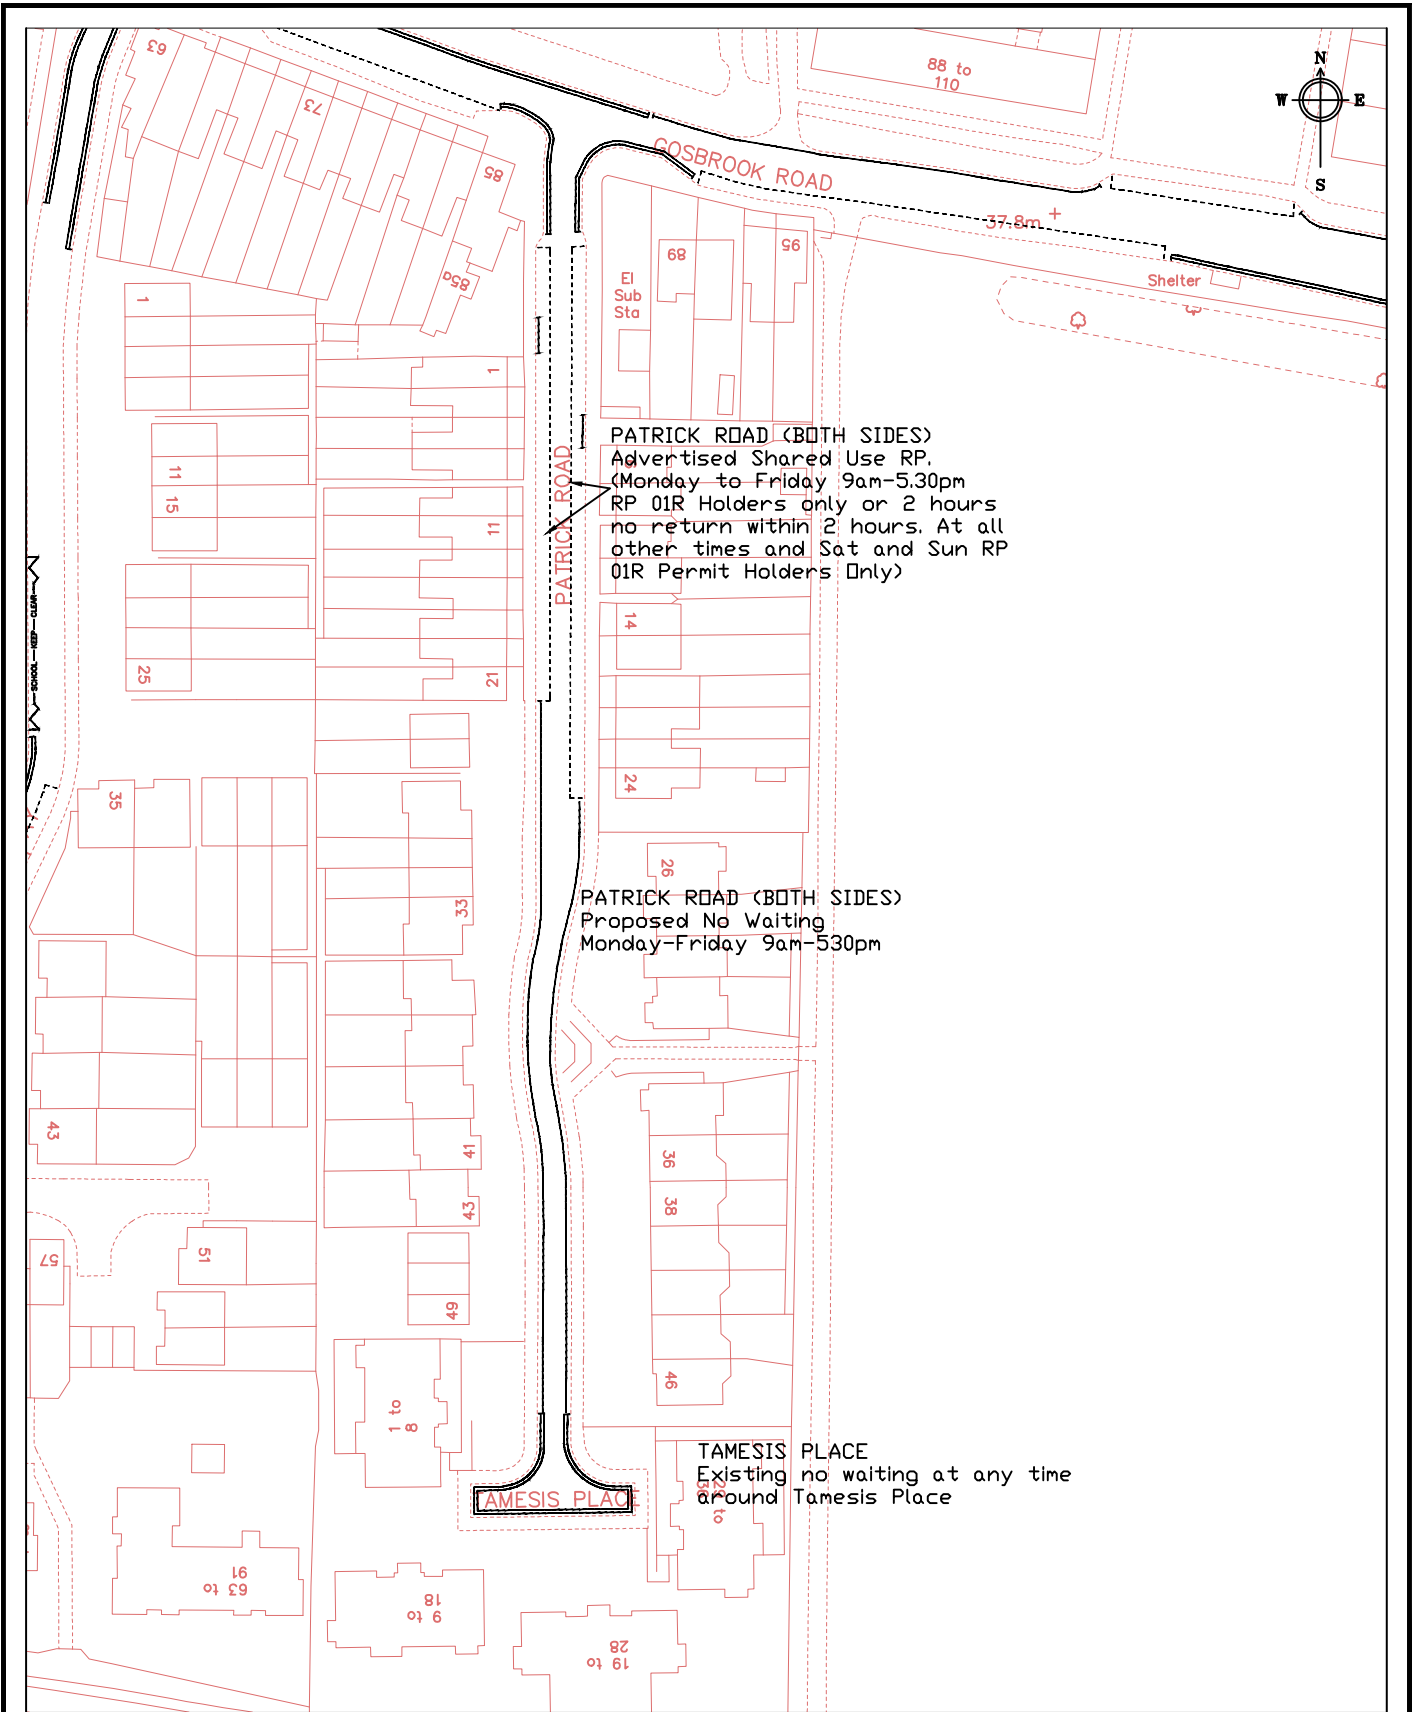 63
73
85
85a
88 to
110
N
W E
S
GOSBROOK ROAD
37.8m
Shelter
El
Sub
Sta
89
95
1
11
15
25
1
11
21
PATRICK ROAD
PATRICK ROAD (BOTH SIDES)
Advertised Shared Use RP.
(Monday to Friday 9am-5.30pm
RP 01R Holders only or 2 hours
no return within 2 hours. At all
other times and Sat and Sun RP
01R Permit Holders Only)
14
24
SCHOOL KEEP CLEAR
35
33
26
PATRICK ROAD (BOTH SIDES)
Proposed No Waiting
Monday-Friday 9am-530pm
43
41
43
36
38
51
57
49
46
1 to
8
TAMESIS PLACE
TAMESIS PLACE
Existing no waiting at any time
around Tamesis Place
63 to
91
9 to
18
19 to
28